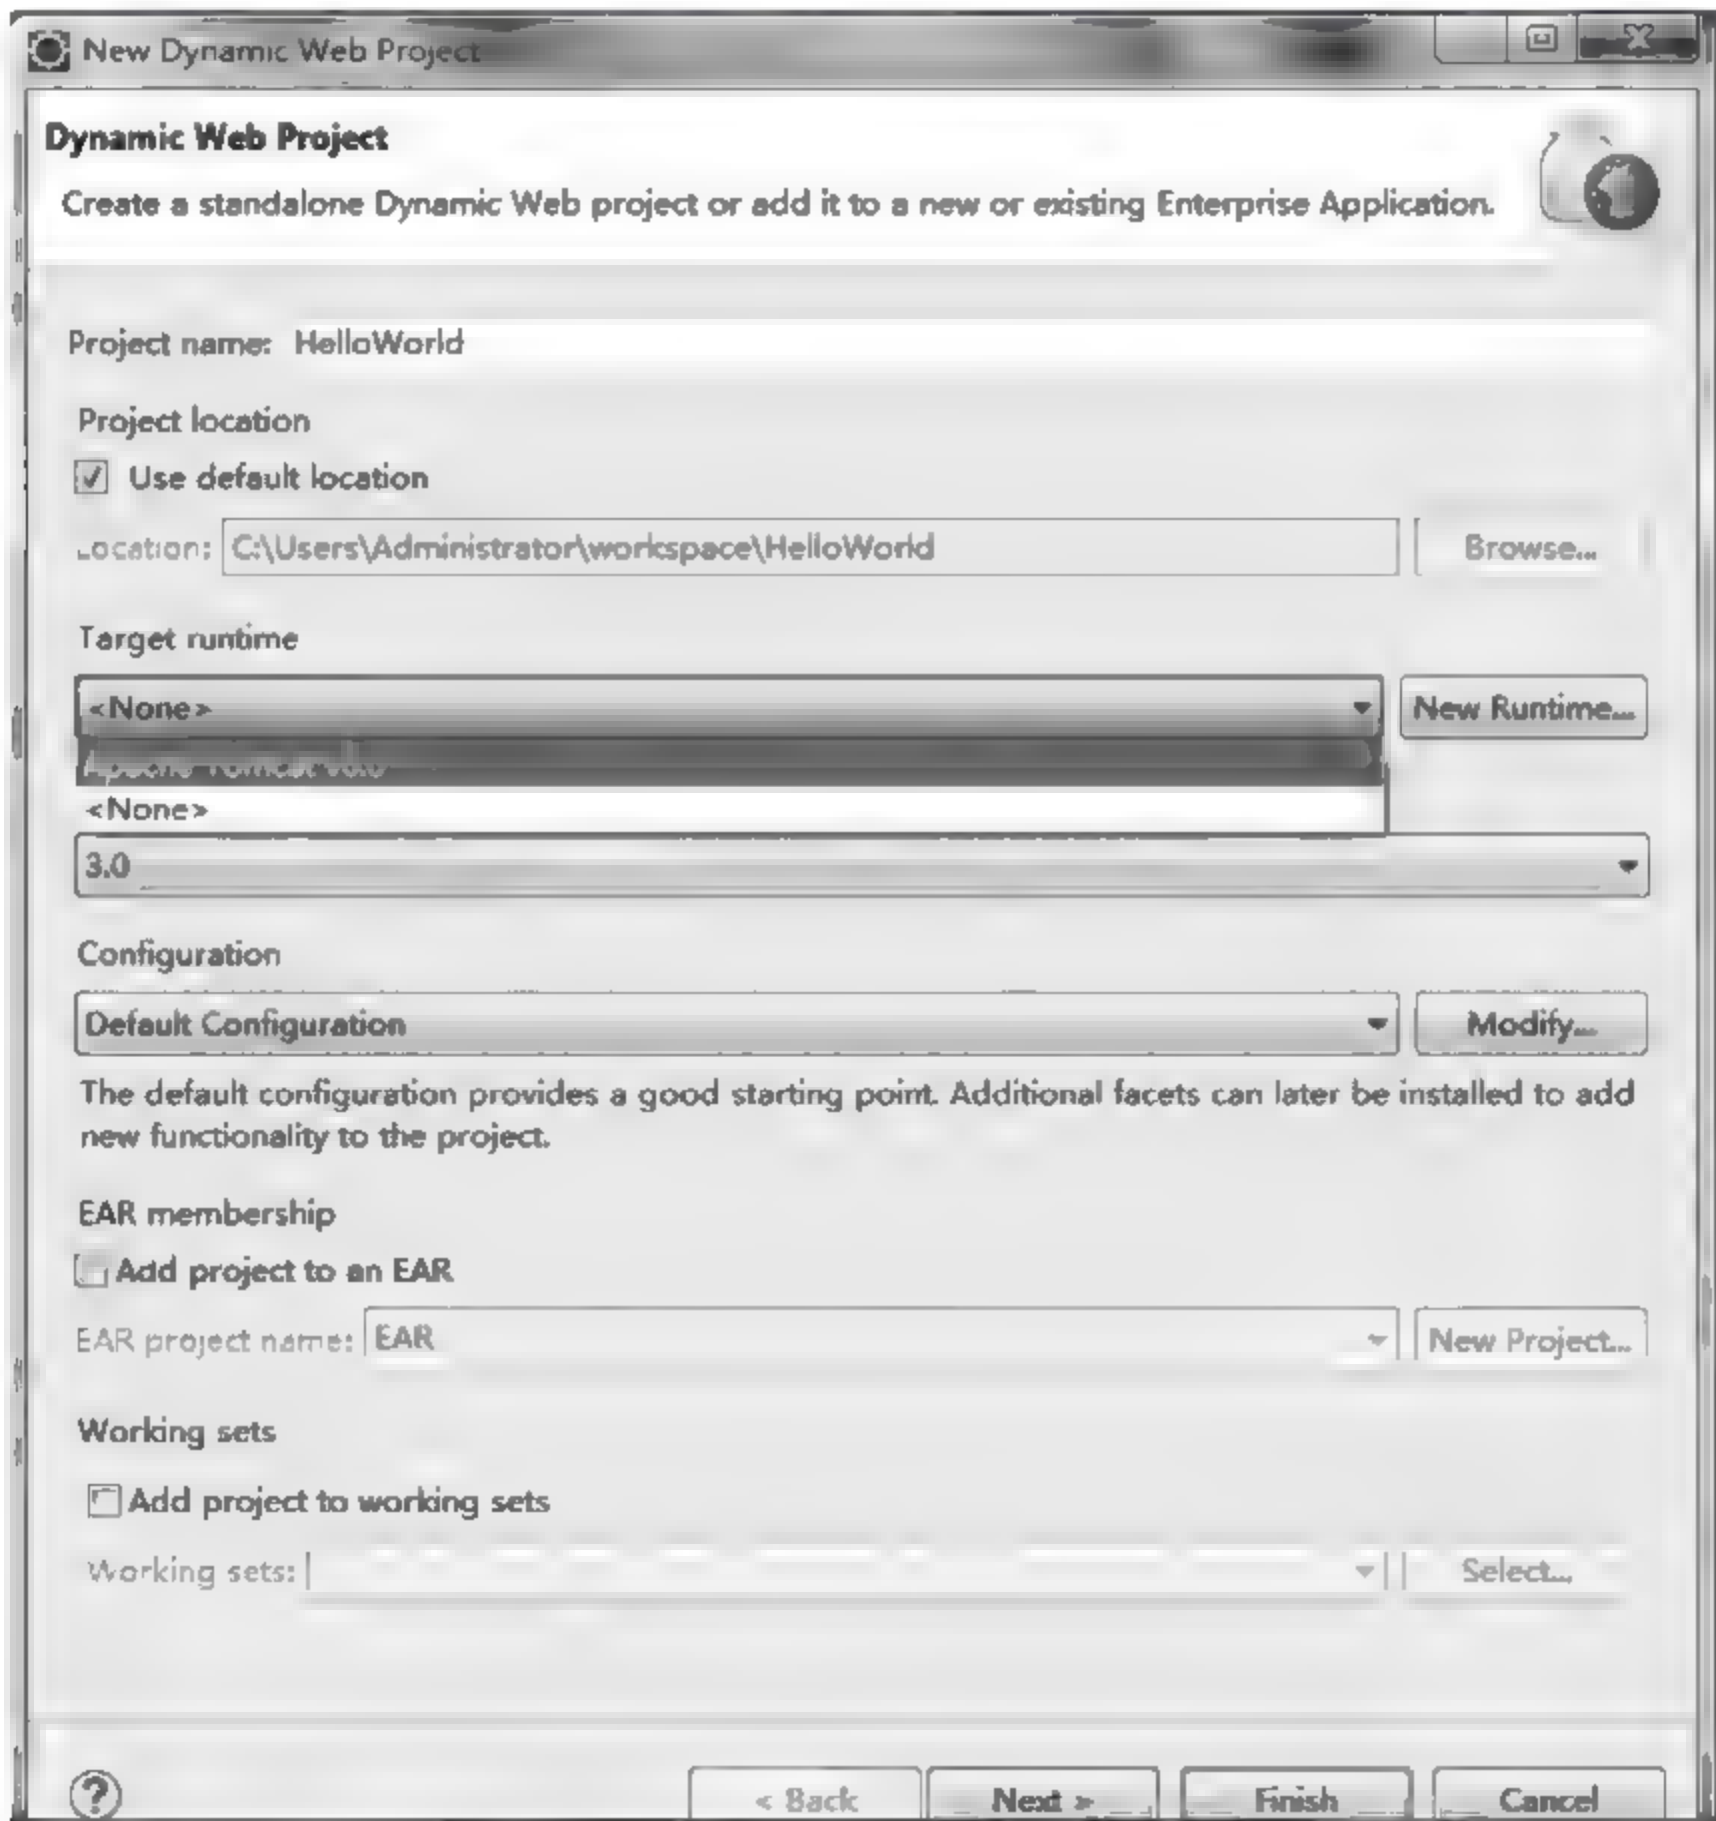 New Dynamic Web Project
Dynamic Web Project
Create a standalone Dynamic Web project or add it to a new or existing Enterprise Application.
Project name: HelloWorld
Project location
Use default location
Location: C:\Users\Administrator\workspace\HelloWorld Browse...
Target runtime
<None> New Runtime...
Apache Tomcat
<None>
3.0
Configuration
Default Configuration Modify...
The default configuration provides a good starting point. Additional facets can later be installed to add
new functionality to the project.
EAR membership
Add project to an EAR
EAR project name: EAR New Project...
Working sets
Add project to working sets
Working sets: Select...
? < Back Next > Finish Cancel